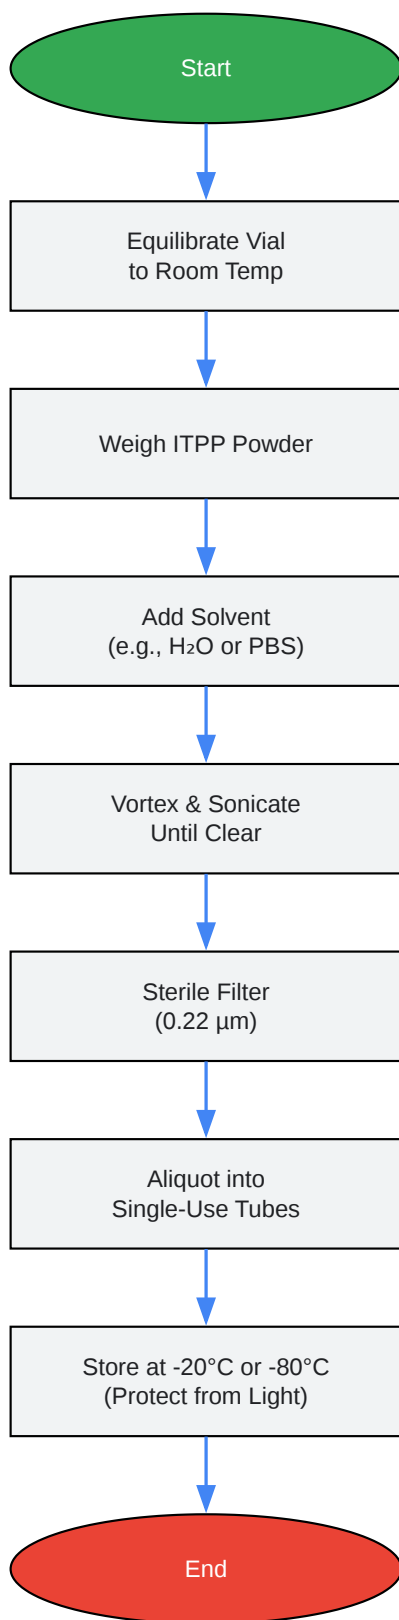 Start
Equilibrate Vial
to Room Temp
Weigh ITPP Powder
Add Solvent
(e.g., H₂O or PBS)
Vortex & Sonicate
Until Clear
Sterile Filter
(0.22 µm)
Aliquot into
Single-Use Tubes
Store at -20°C or -80°C
(Protect from Light)
End